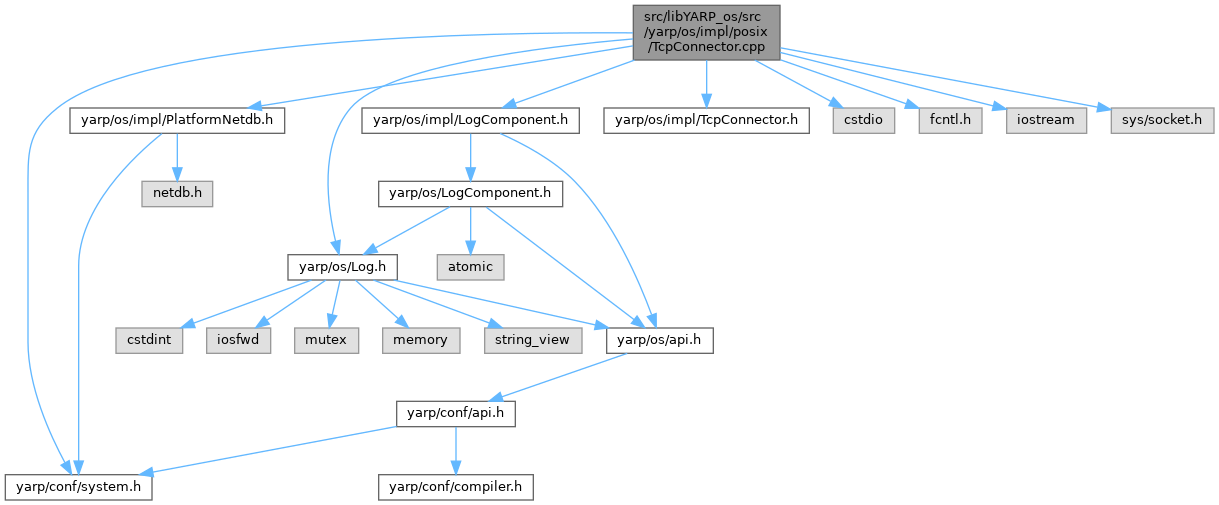 src/libYARP_os/src
/yarp/os/impl/posix
/TcpConnector.cpp
yarp/os/impl/PlatformNetdb.h
yarp/os/impl/LogComponent.h
yarp/os/impl/TcpConnector.h
cstdio
fcntl.h
iostream
sys/socket.h
netdb.h
yarp/os/LogComponent.h
yarp/os/Log.h
atomic
cstdint
iosfwd
mutex
memory
string_view
yarp/os/api.h
yarp/conf/api.h
yarp/conf/system.h
yarp/conf/compiler.h